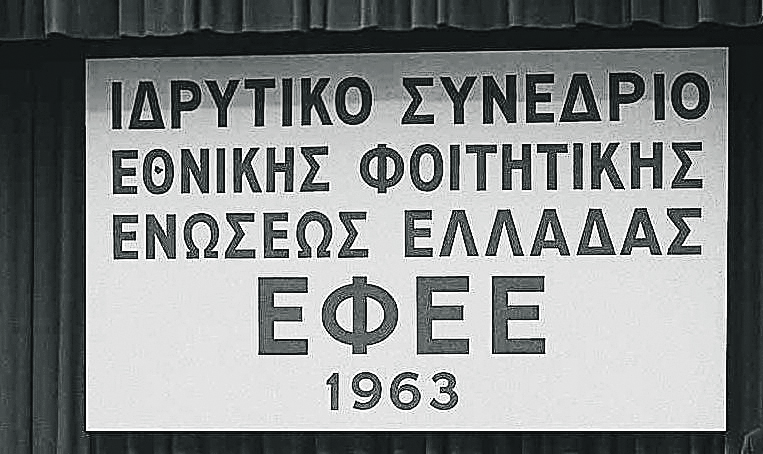 ΙΔΡΥΤΙΚΟ ΣΥΝΕΔΡΙΟ
ΕΘΝΙΚΗΣ ΦΟΙΤΗΤΙΚΗΣ
ΕΝΩΣΕΩΣ ΕΛΛΑΔΑΣ
ΕΦΕΕ
1963